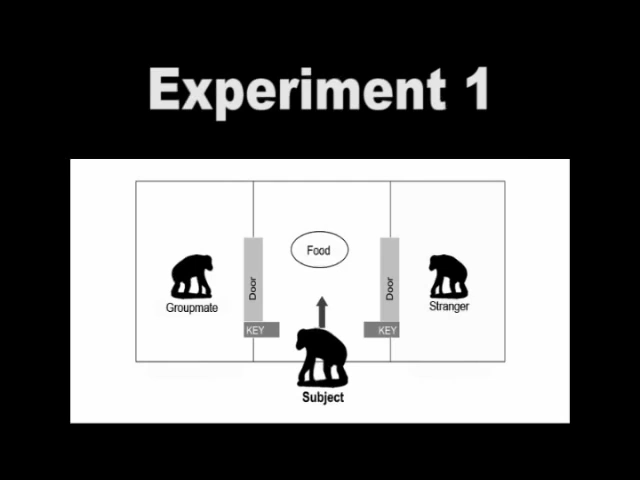 Experiment 1
Food
Door
Door
Groupmate
Stranger
KEY
KEY
Subject